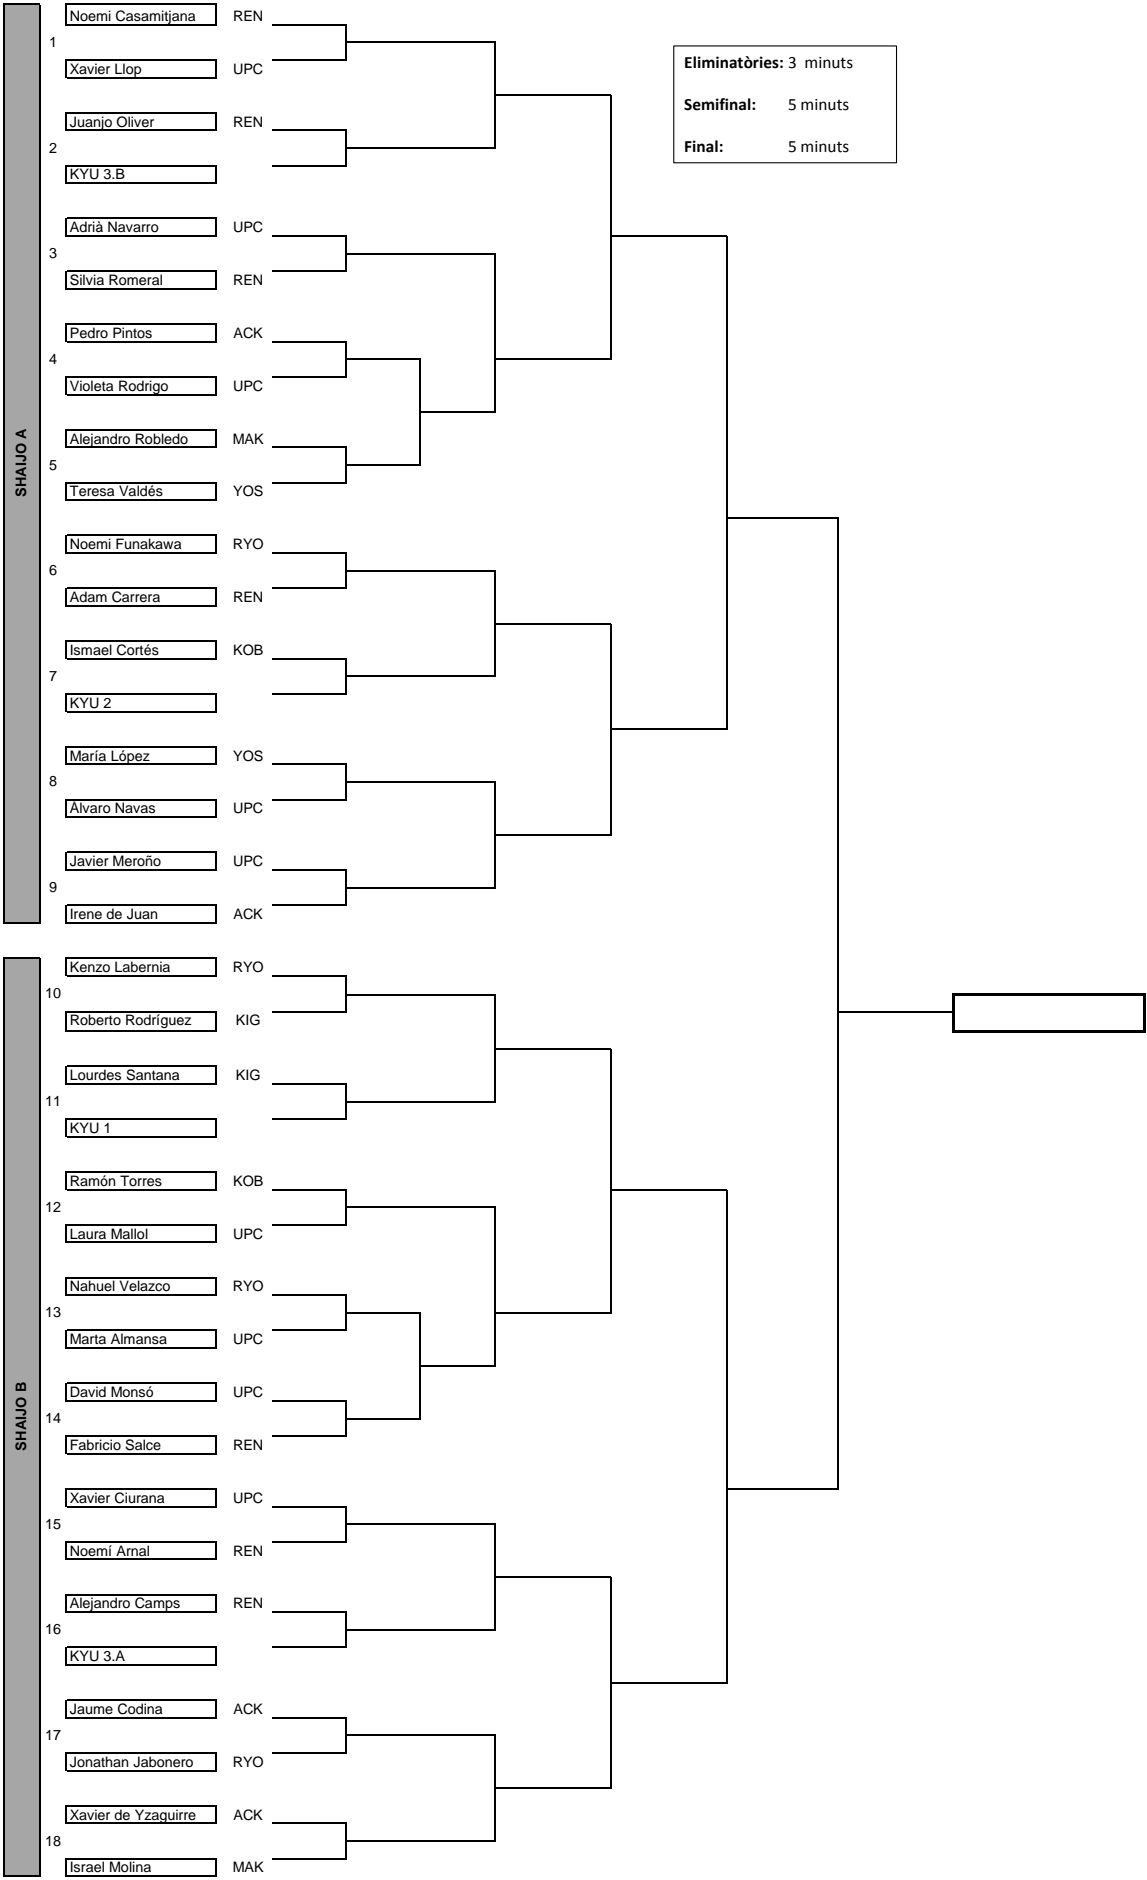 Noemi Casamitjana REN
1
Xavier Llop UPC
Eliminatòries: 3 minuts
Semifinal: 5 minuts
Final: 5 minuts
Juanjo Oliver REN
2
KYU 3.B
Adrià Navarro UPC
3
Silvia Romeral REN
Pedro Pintos ACK
4
Violeta Rodrigo UPC
SHAIJO A
Alejandro Robledo MAK
5
Teresa Valdés YOS
Noemi Funakawa RYO
6
Adam Carrera REN
Ismael Cortés KOB
7
KYU 2
María López YOS
8
Álvaro Navas UPC
Javier Meroño UPC
9
Irene de Juan ACK
Kenzo Labernia RYO
10
Roberto Rodríguez KIG
Lourdes Santana KIG
11
KYU 1
Ramón Torres KOB
12
Laura Mallol UPC
Nahuel Velazco RYO
13
Marta Almansa UPC
SHAIJO B
David Monsó UPC
14
Fabricio Salce REN
Xavier Ciurana UPC
15
Noemí Arnal REN
Alejandro Camps REN
16
KYU 3.A
Jaume Codina ACK
17
Jonathan Jabonero RYO
Xavier de Yzaguirre ACK
18
Israel Molina MAK